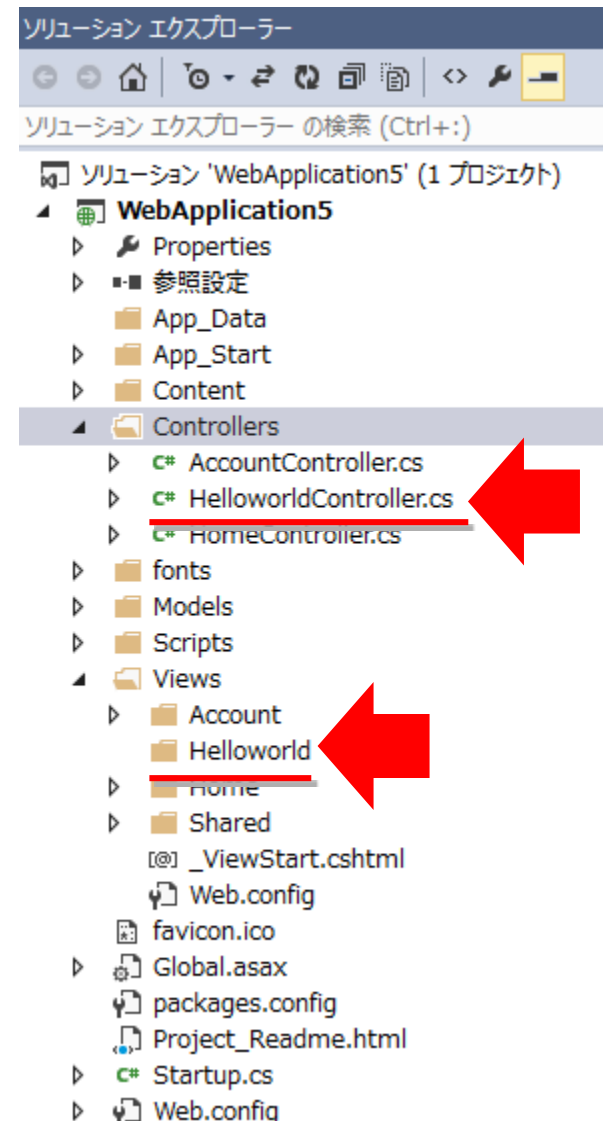 ソリューション エクスプローラー
ソリューション エクスプローラー の検索 (Ctrl+:)
ソリューション 'WebApplication5' (1 プロジェクト)
WebApplication5
Properties
参照設定
App_Data
App_Start
Content
Controllers
C# AccountController.cs
C# HelloworldController.cs
C# HomeController.cs
fonts
Models
Scripts
Views
Account
Helloworld
Home
Shared
[@] _ViewStart.cshtml
Web.config
favicon.ico
Global.asax
packages.config
Project_Readme.html
C# Startup.cs
Web.config